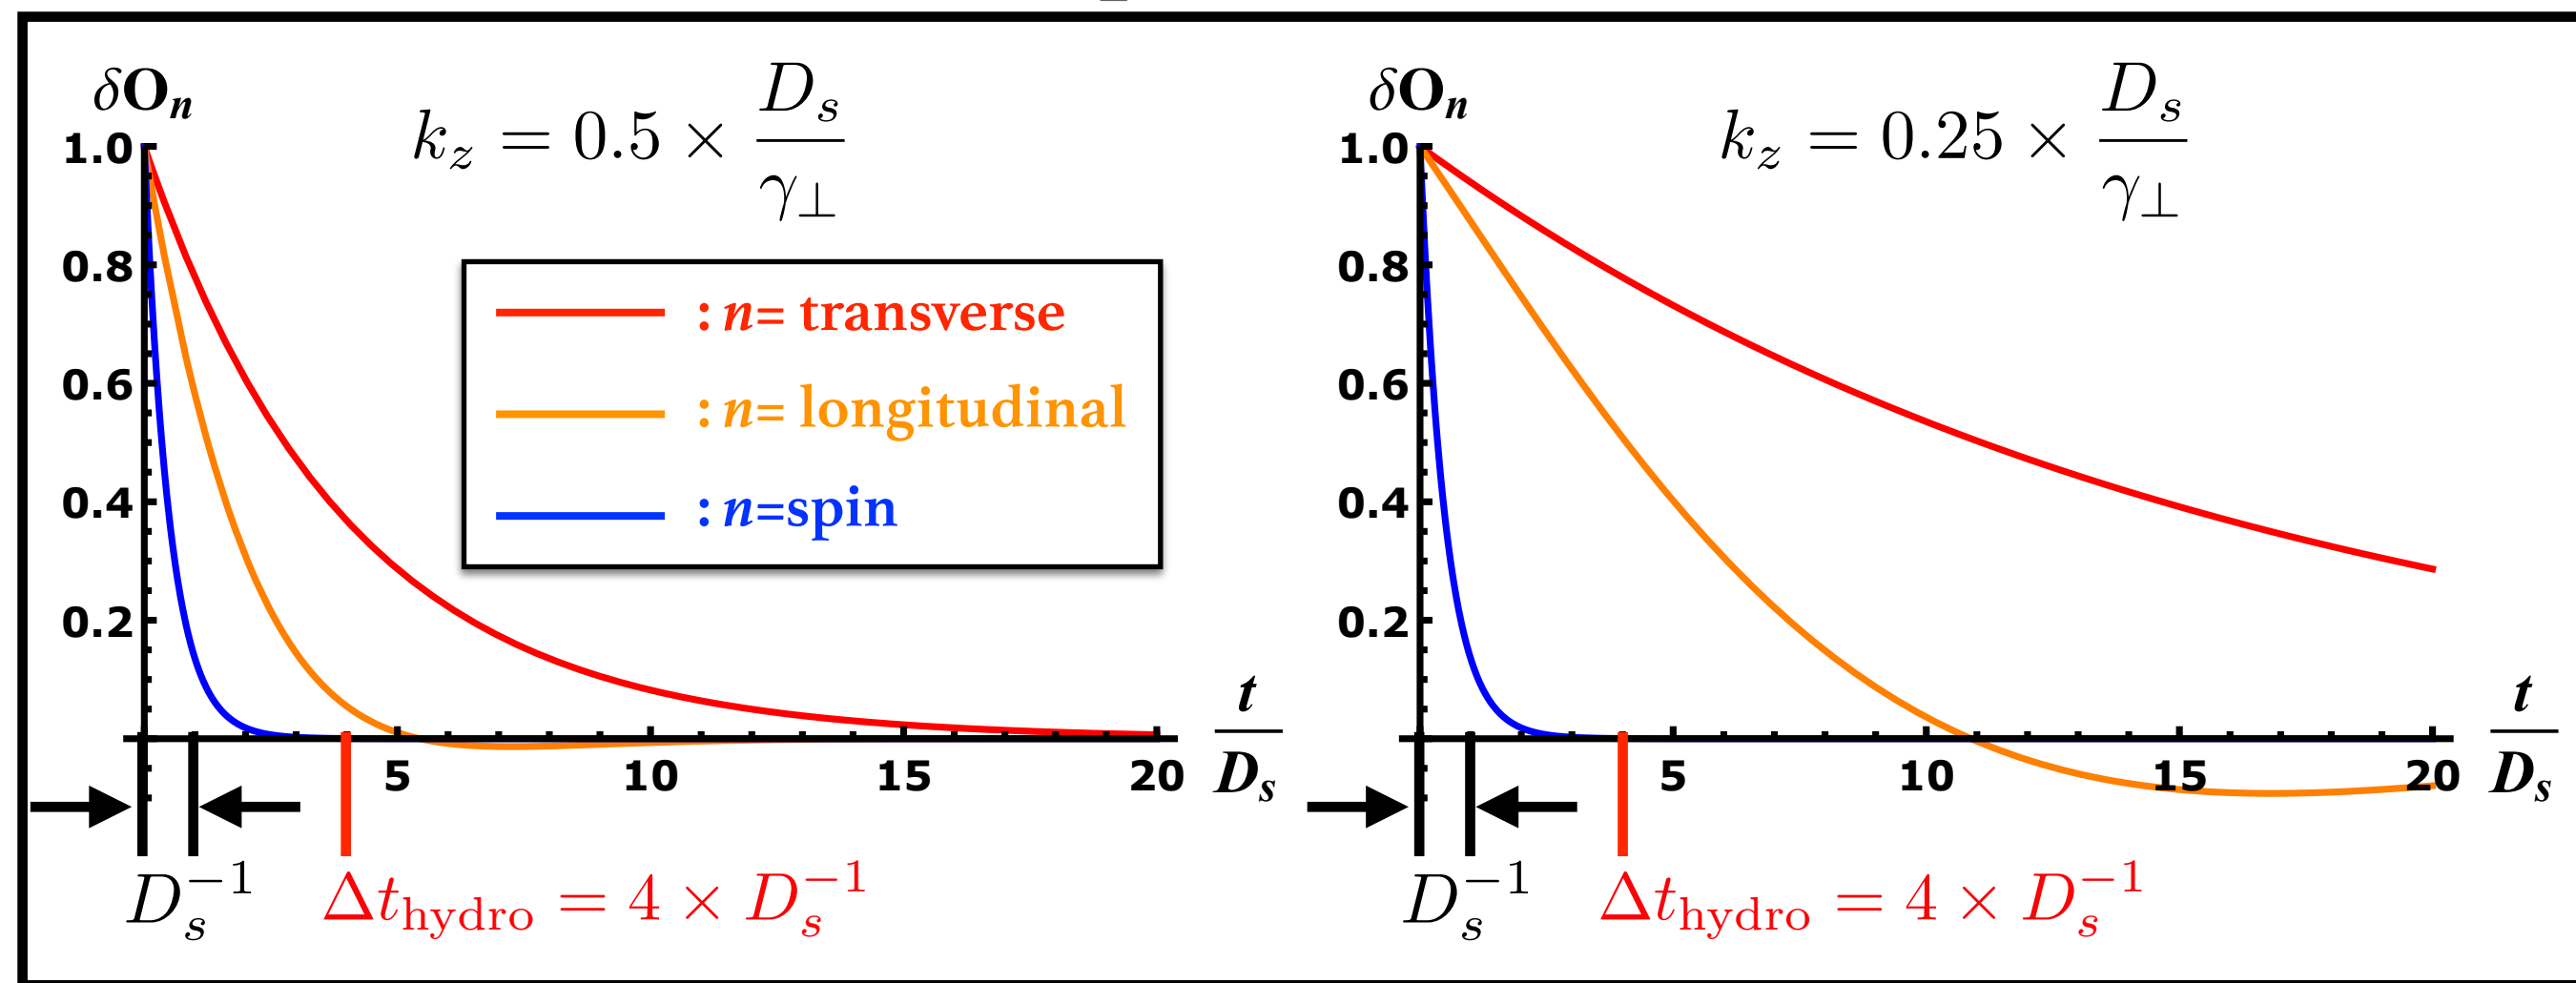 δOₙ
k_z = 0.5 × D_s/γ_⊥
1.0
0.8
0.6
0.4
0.2
: n= transverse
: n= longitudinal
: n=spin
5
10
15
20
t/D_s
D_s^{-1}
Δt_hydro = 4 × D_s^{-1}
δOₙ
k_z = 0.25 × D_s/γ_⊥
1.0
0.8
0.6
0.4
0.2
5
10
15
20
t/D_s
D_s^{-1}
Δt_hydro = 4 × D_s^{-1}